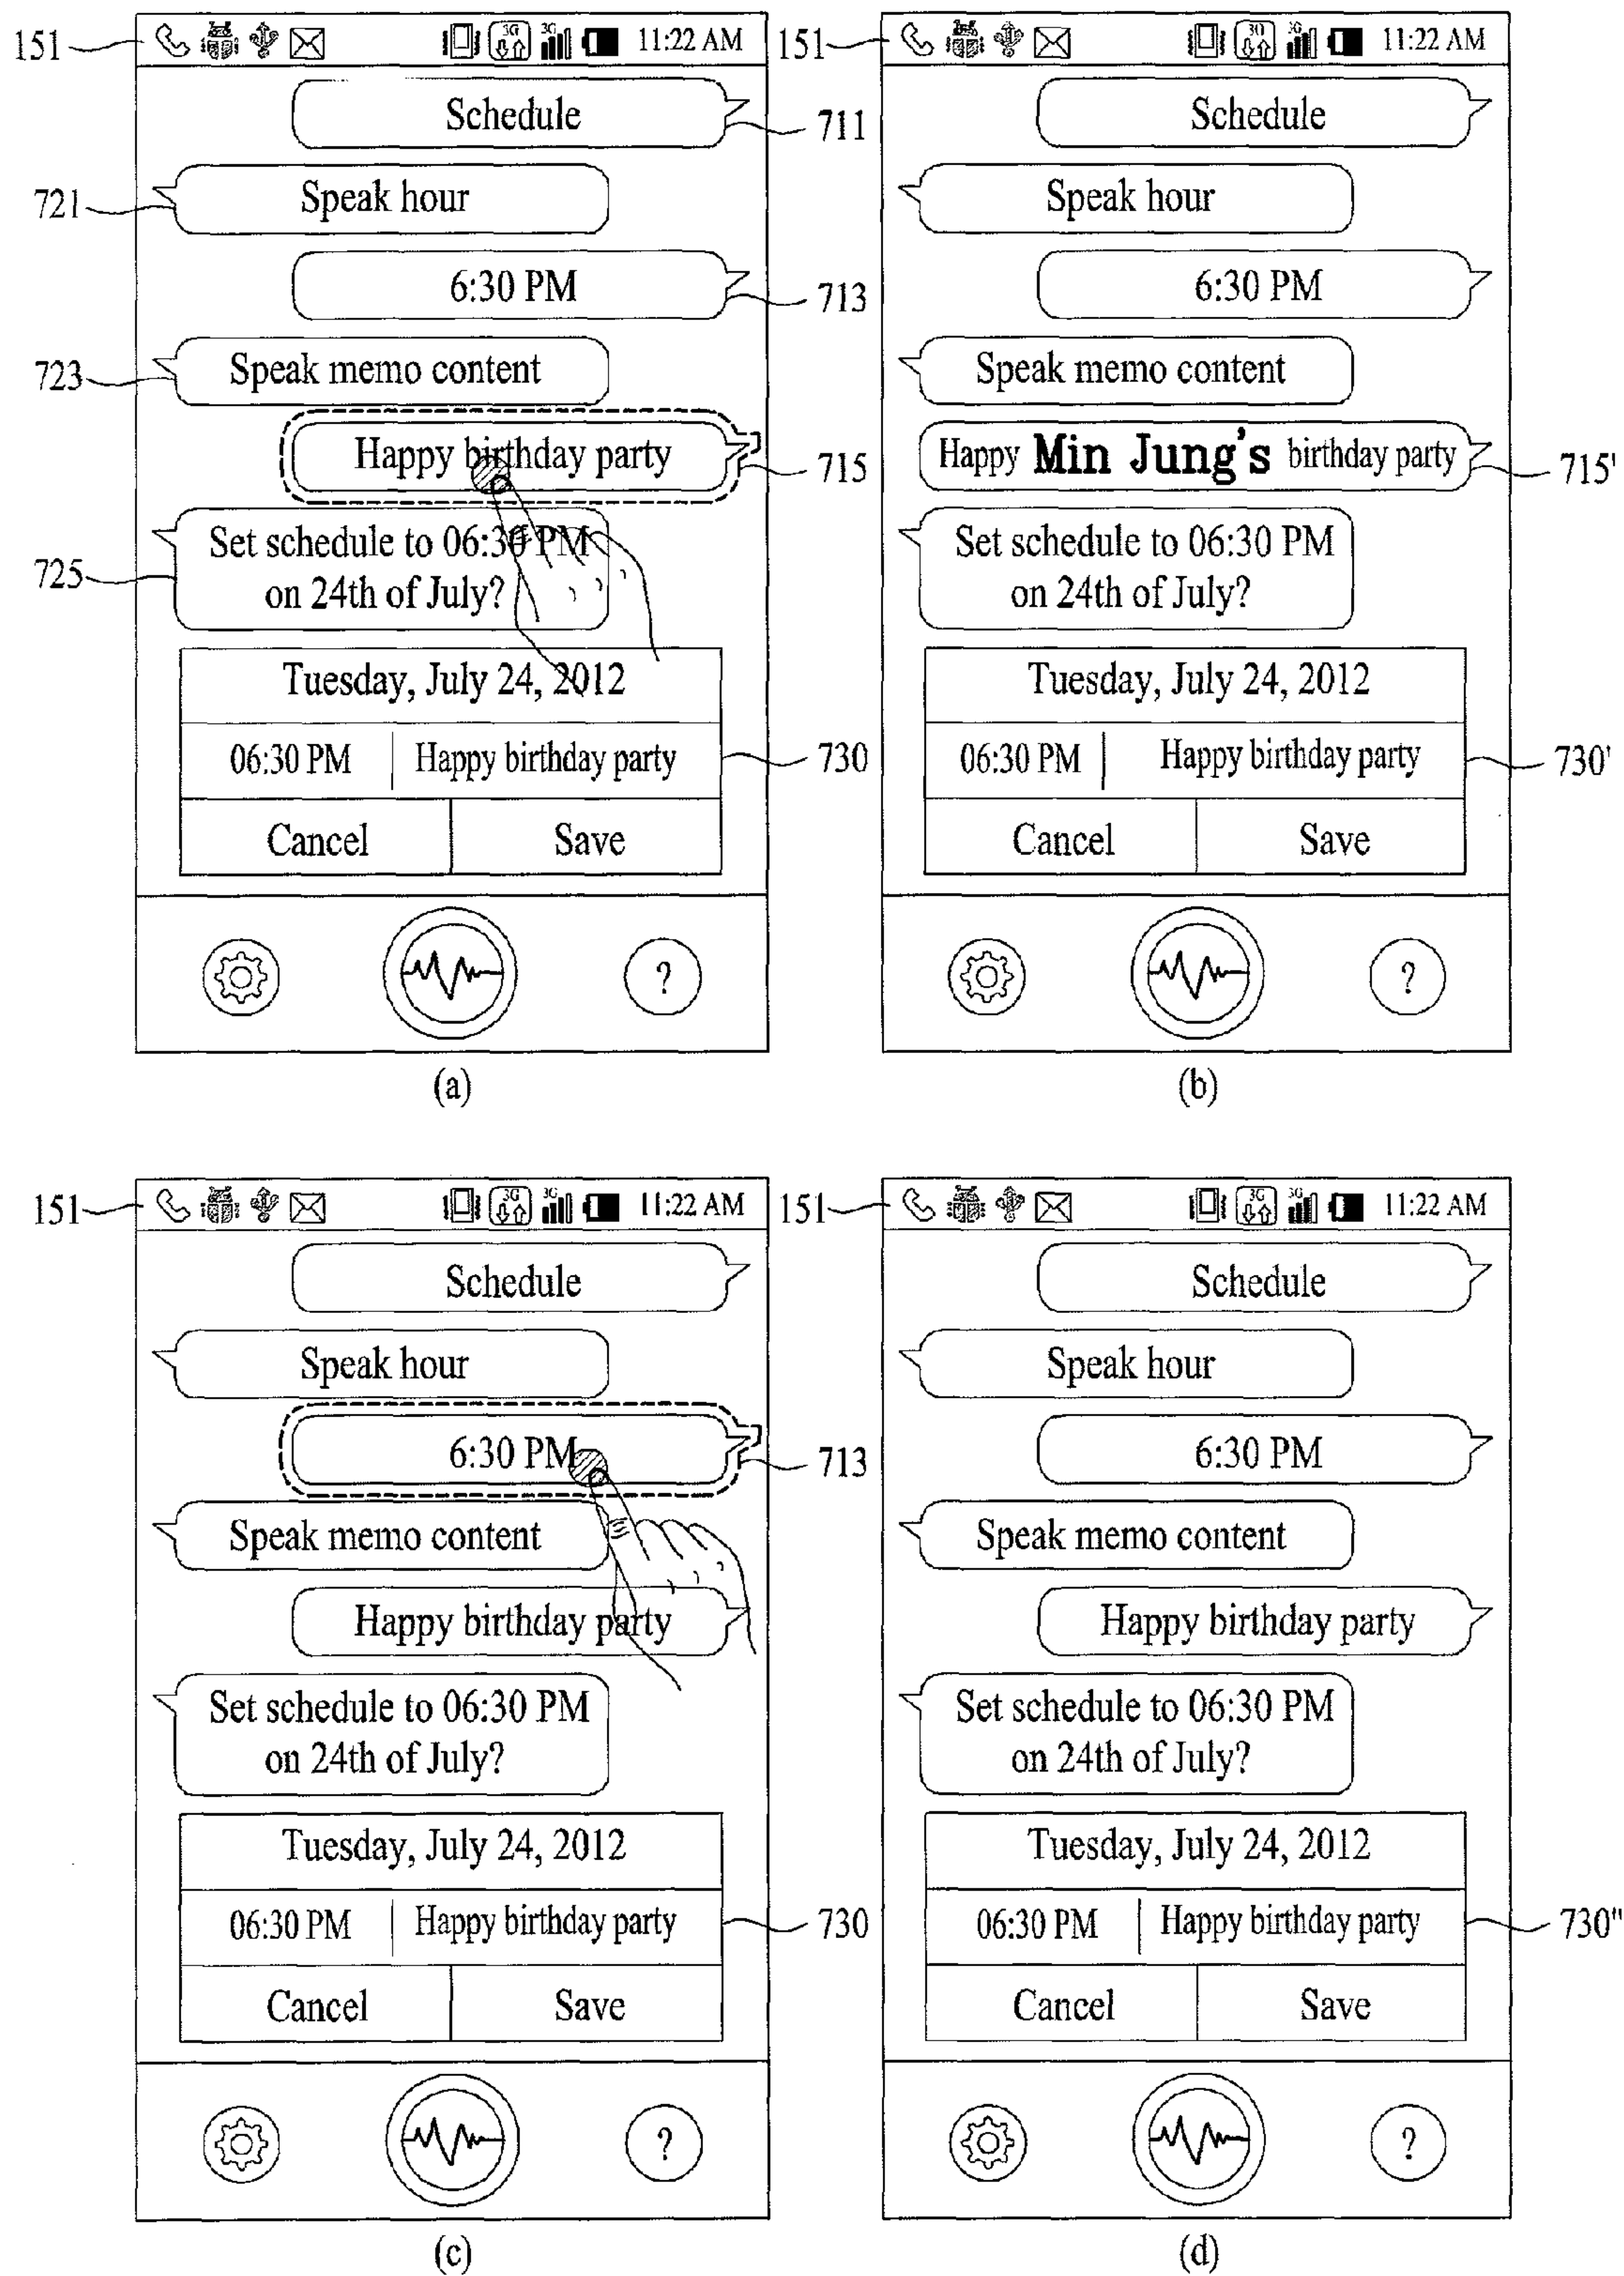 151
3G
3G
11:22 AM
Schedule
711
721
Speak hour
6:30 PM
713
723
Speak memo content
Happy birthday party
715
725
Set schedule to 06:30 PM
on 24th of July?
Tuesday, July 24, 2012
06:30 PM
Happy birthday party
730
Cancel
Save
?
(a)
151
3G
3G
11:22 AM
Schedule
Speak hour
6:30 PM
Speak memo content
Happy Min Jung's birthday party
715'
Set schedule to 06:30 PM
on 24th of July?
Tuesday, July 24, 2012
06:30 PM
Happy birthday party
730'
Cancel
Save
?
(b)
151
3G
3G
11:22 AM
Schedule
Speak hour
6:30 PM
713
Speak memo content
Happy birthday party
Set schedule to 06:30 PM
on 24th of July?
Tuesday, July 24, 2012
06:30 PM
Happy birthday party
730
Cancel
Save
?
(c)
151
3G
3G
11:22 AM
Schedule
Speak hour
6:30 PM
Speak memo content
Happy birthday party
Set schedule to 06:30 PM
on 24th of July?
Tuesday, July 24, 2012
06:30 PM
Happy birthday party
730"
Cancel
Save
?
(d)